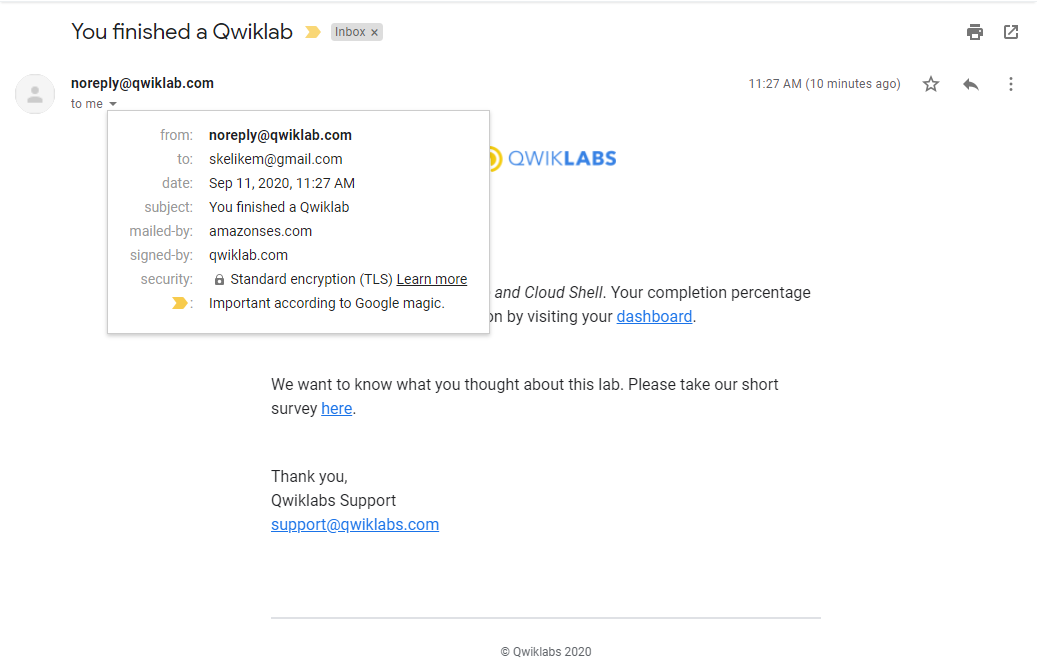 You finished a Qwiklab
Inbox ×
noreply@qwiklab.com
11:27 AM (10 minutes ago)
to me
from: noreply@qwiklab.com
to: skelikem@gmail.com
date: Sep 11, 2020, 11:27 AM
subject: You finished a Qwiklab
mailed-by: amazonses.com
signed-by: qwiklab.com
security: Standard encryption (TLS) Learn more
: Important according to Google magic.
QWIKLABS
and Cloud Shell. Your completion percentage
by visiting your dashboard.
We want to know what you thought about this lab. Please take our short
survey here.
Thank you,
Qwiklabs Support
support@qwiklabs.com
© Qwiklabs 2020